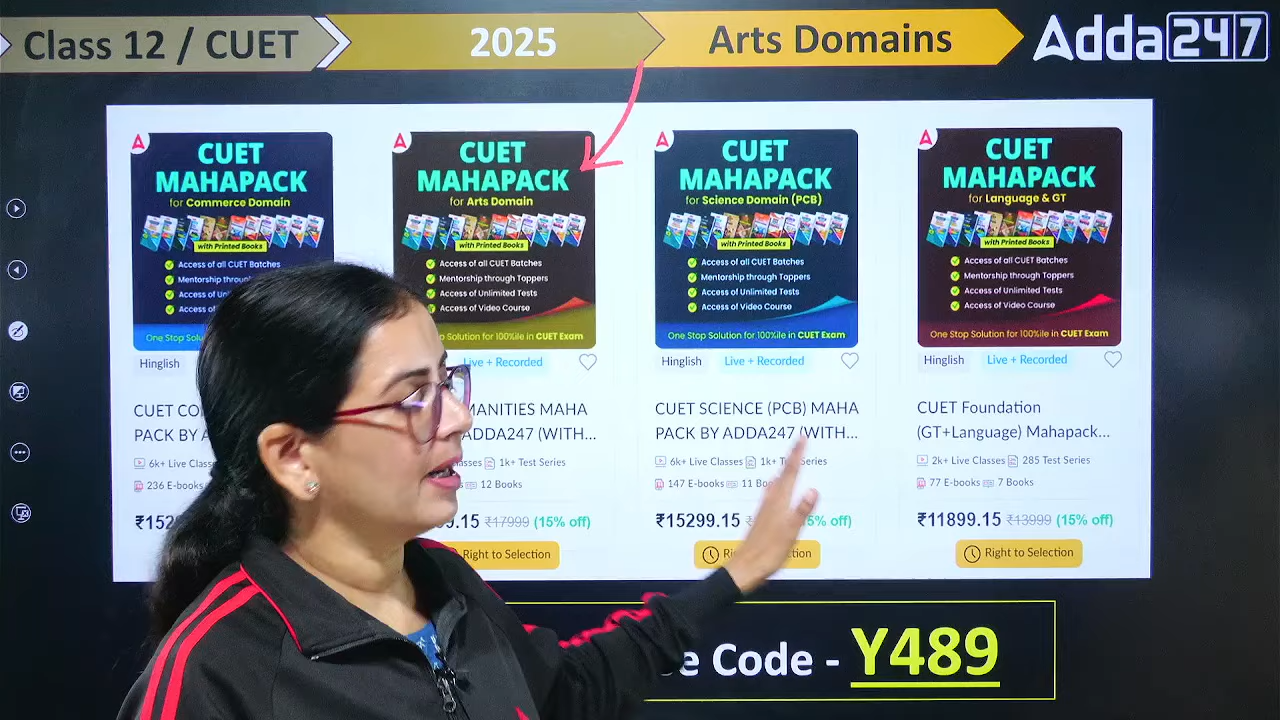 Class 12 / CUET
2025
Arts Domains
Adda247
CUET
MAHAPACK
for Commerce Domain
with Printed Books
Access of all CUET Batches
Mentorship through
Access of
Access of
One Stop
Hinglish
PACK BY
6k+ Live Classes
236 E-books
CUET
MAHAPACK
for Arts Domain
with Printed Books
Access of all CUET Batches
Mentorship through Toppers
Access of Unlimited Tests
Access of Video Course
Solution for 100%ile in CUET Exam
Live + Recorded
MAHA
ADDA247 (WITH...
1k+ Test Series
12 Books
₹17999 (15% off)
Right to Selection
CUET
MAHAPACK
for Science Domain (PCB)
with Printed Books
Access of all CUET Batches
Mentorship through Toppers
Access of Unlimited Tests
Access of Video Course
One Stop Solution for 100%ile in CUET Exam
Hinglish
Live + Recorded
CUET SCIENCE (PCB) MAHA
PACK BY ADDA247 (WITH...
6k+ Live Classes 1k+ Series
147 E-books 11
₹15299.15 off)
CUET
MAHAPACK
for Language & GT
with Printed Books
Access of all CUET Batches
Mentorship through Toppers
Access of Unlimited Tests
Access of Video Course
One Stop Solution for 100%ile in CUET Exam
Hinglish
Live + Recorded
CUET Foundation
(GT+Language) Mahapack...
2k+ Live Classes 285 Test Series
77 E-books 7 Books
₹11899.15 ₹13999 (15% off)
Right to Selection
Code - Y489